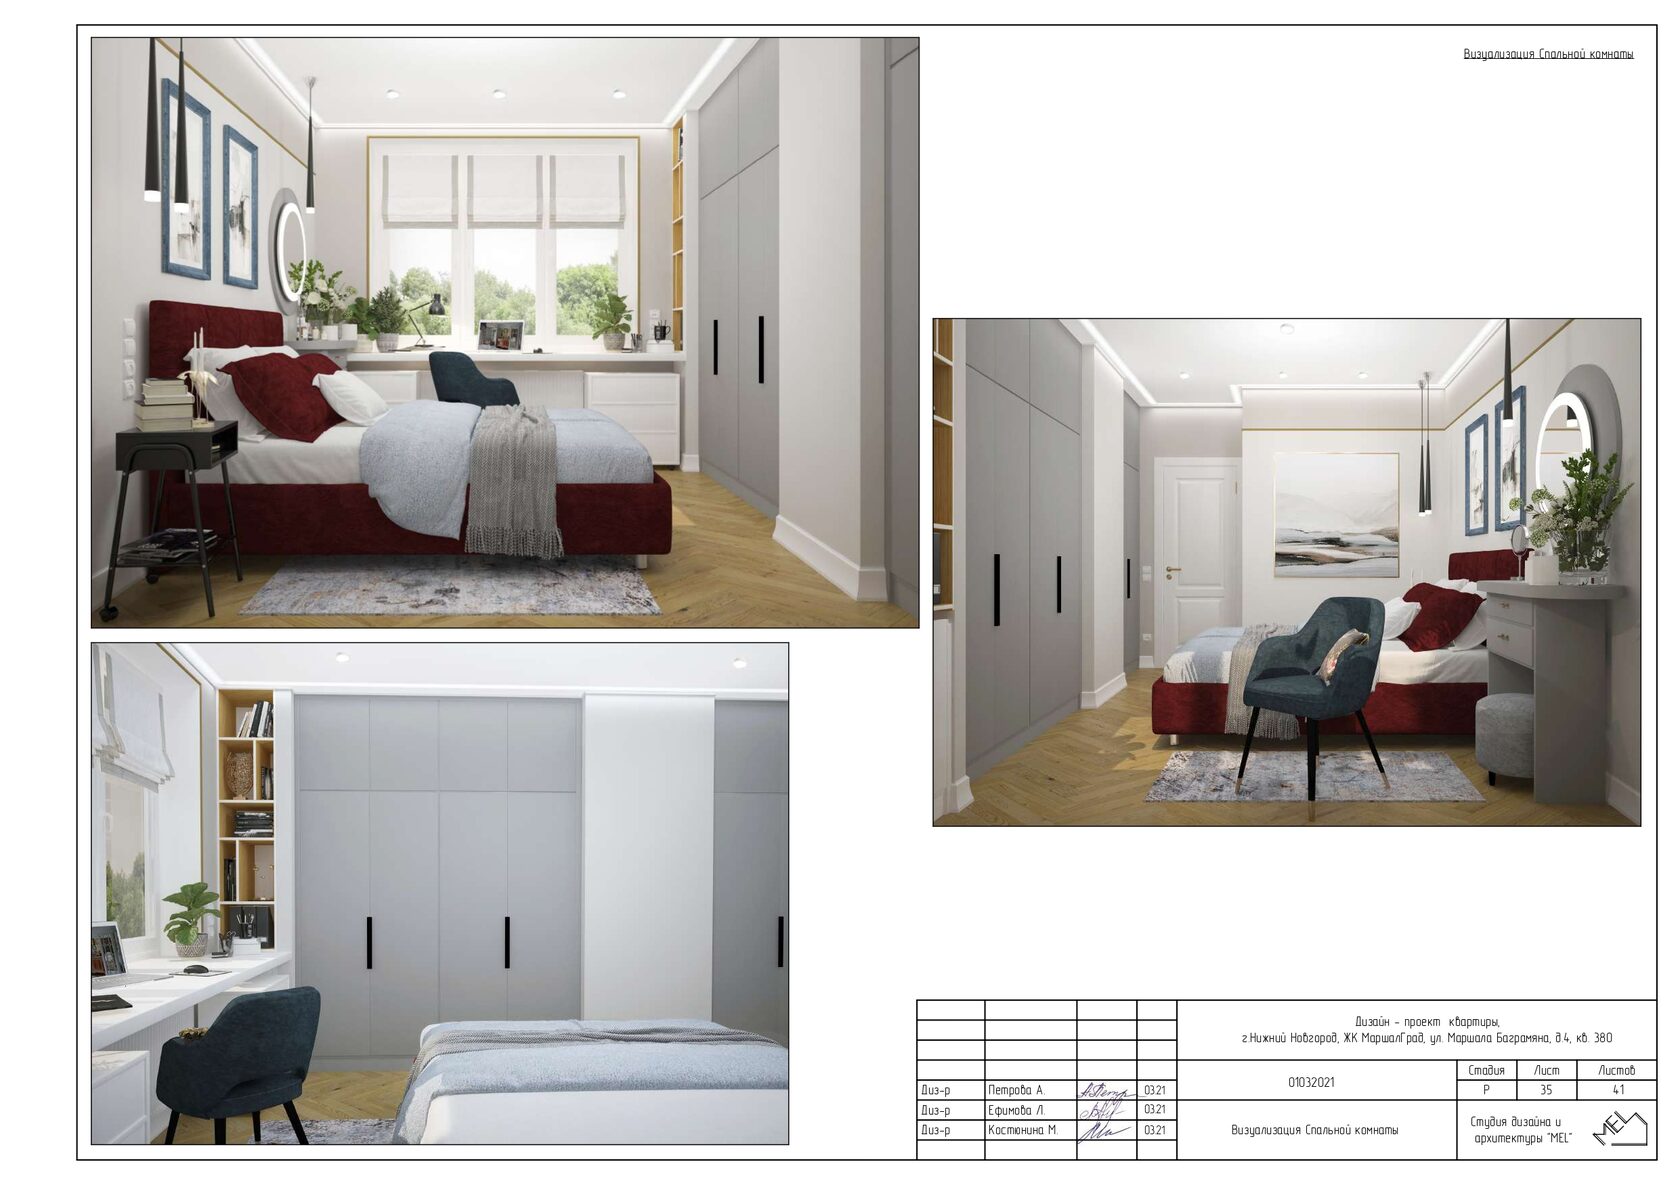 Визуализация Спальной комнаты
Дизайн - проект квартиры,
г.Нижний Новгород, ЖК МаршалГрад, ул. Маршала Баграмяна, д.4, кв. 380
01032021
Стадия Лист Листов
Р 35 41
Диз-р Петрова А. 03.21
Диз-р Ефимова Л. 03.21
Диз-р Костюнина М. 03.21
Визуализация Спальной комнаты
Студия дизайна и
архитектуры "MEL"
MEL